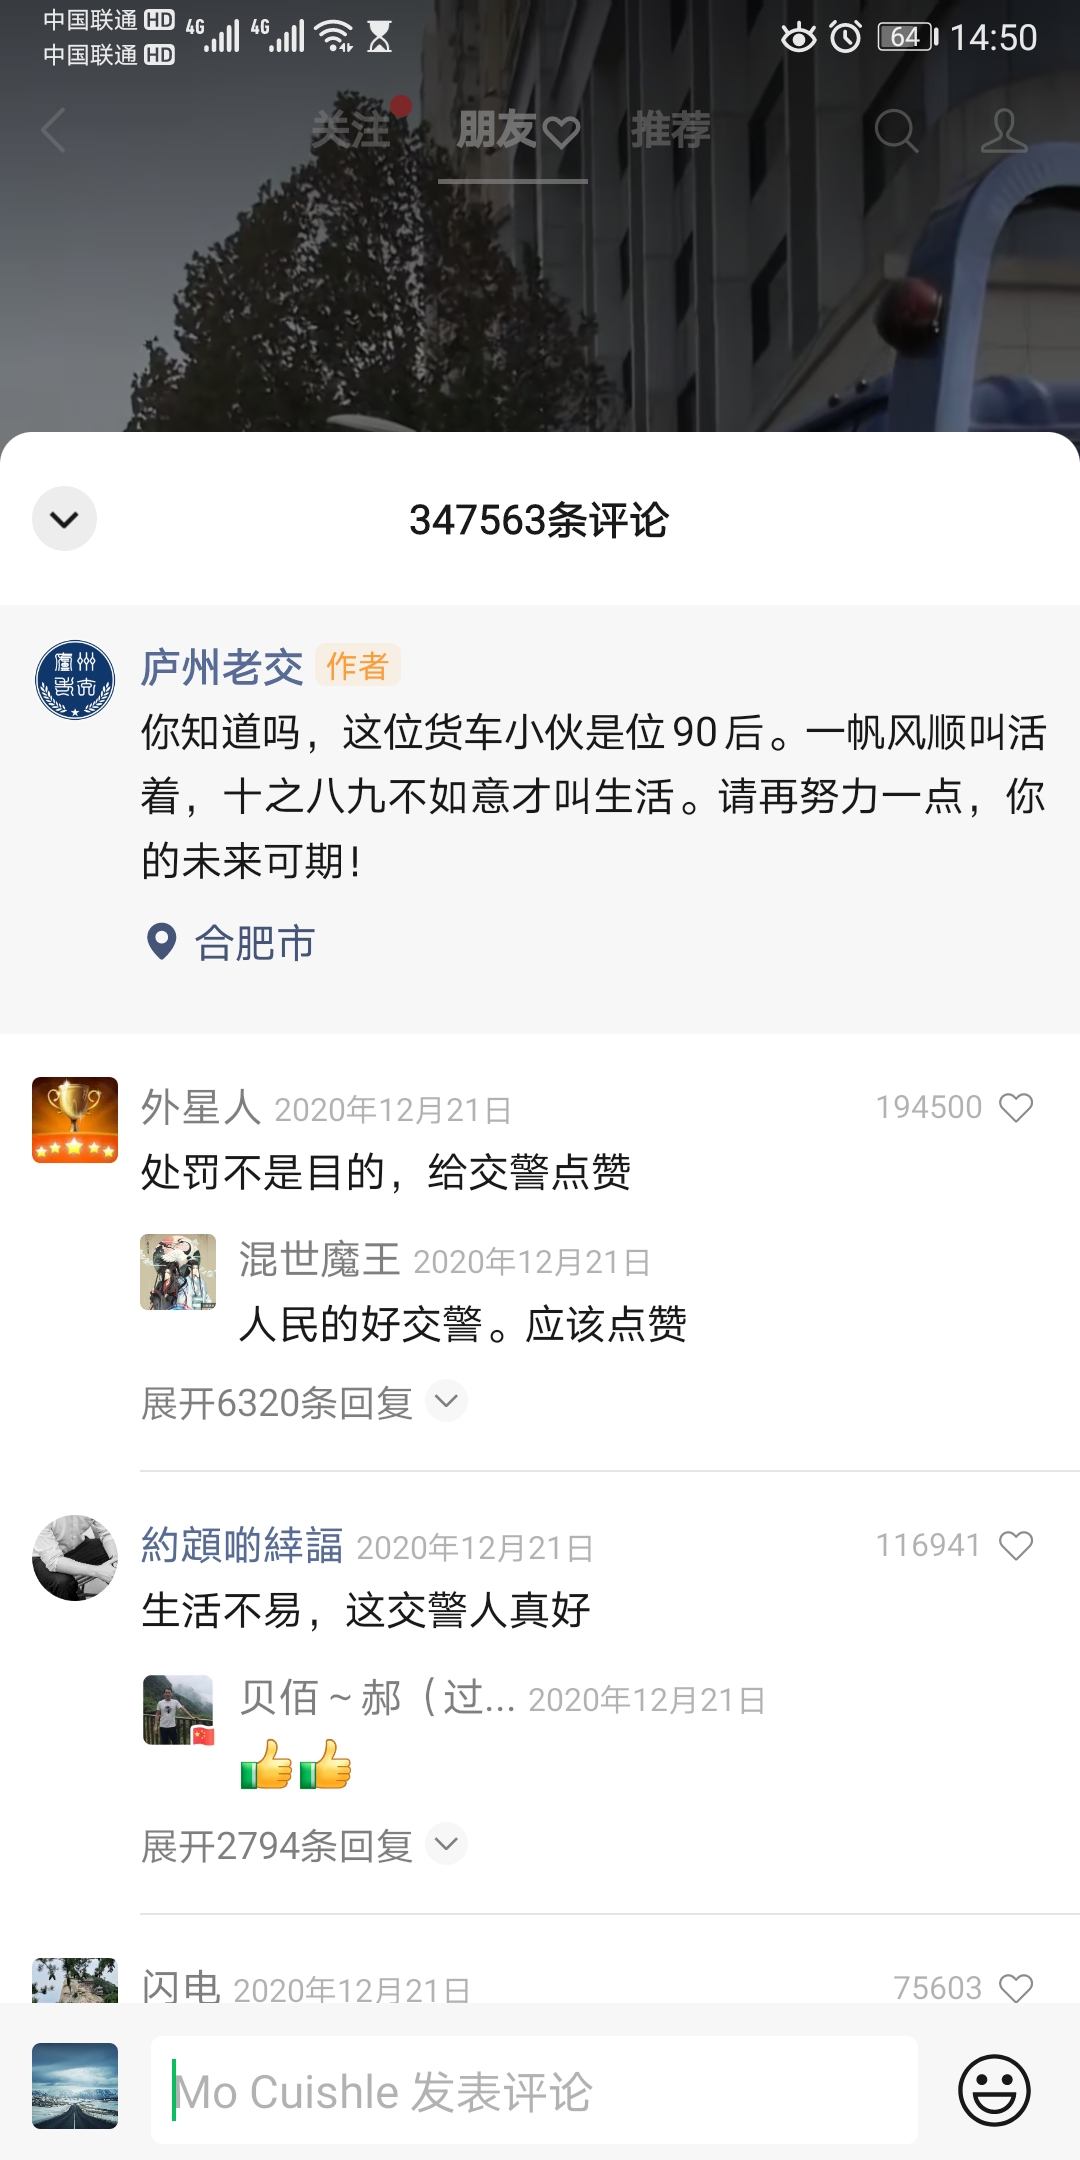 中国联通 HD 4G 4G 64 14:50
中国联通 HD
关注 朋友 推荐
347563条评论
庐州老交 作者
你知道吗，这位货车小伙是位90后。一帆风顺叫活
着，十之八九不如意才叫生活。请再努力一点，你
的未来可期！
合肥市
外星人 2020年12月21日 194500
处罚不是目的，给交警点赞
混世魔王 2020年12月21日
人民的好交警。应该点赞
展开6320条回复
2020年12月21日 116941
生活不易，这交警人真好
贝佰~郝（过... 2020年12月21日
👍👍
展开2794条回复
闪电 2020年12月21日 75603
Mo Cuishle 发表评论